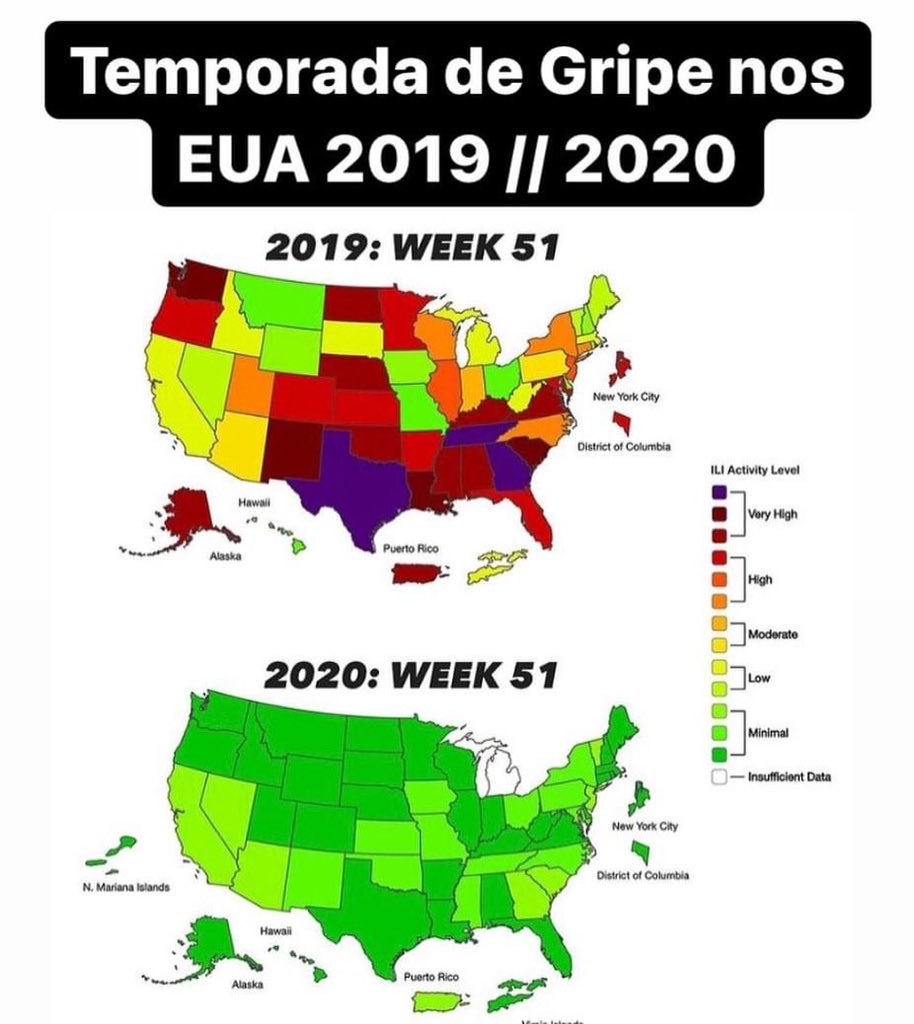 Temporada de Gripe nos
EUA 2019 // 2020
2019: WEEK 51
New York City
District of Columbia
ILI Activity Level
Hawaii
Very High
Alaska
Puerto Rico
High
Moderate
2020: WEEK 51
Low
Minimal
Insufficient Data
New York City
District of Columbia
N. Mariana Islands
Hawaii
Puerto Rico
Alaska
Virgin Islands